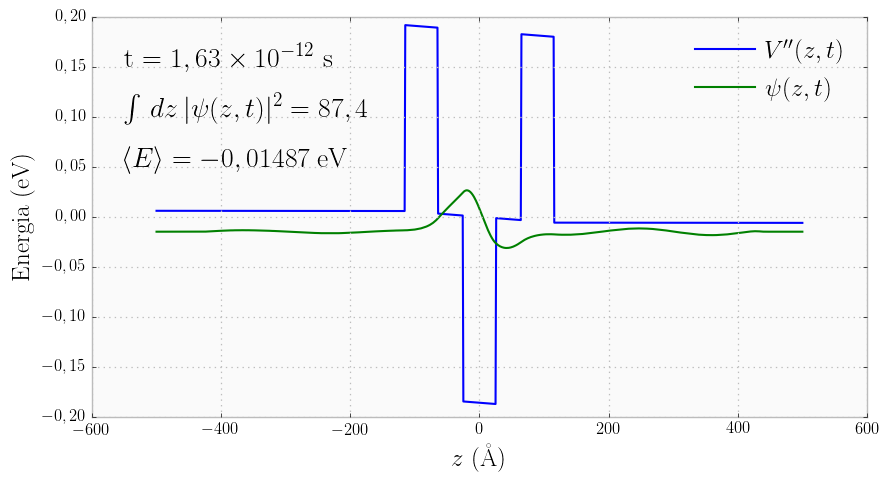 0,20
0,15
0,10
0,05
0,00
−0,05
−0,10
−0,15
−0,20
Energia (eV)
t = 1,63 × 10⁻¹² s
∫ dz |ψ(z, t)|² = 87,4
⟨E⟩ = −0,01487 eV
V′′(z, t)
ψ(z, t)
−600 −400 −200 0 200 400 600
z (Å)